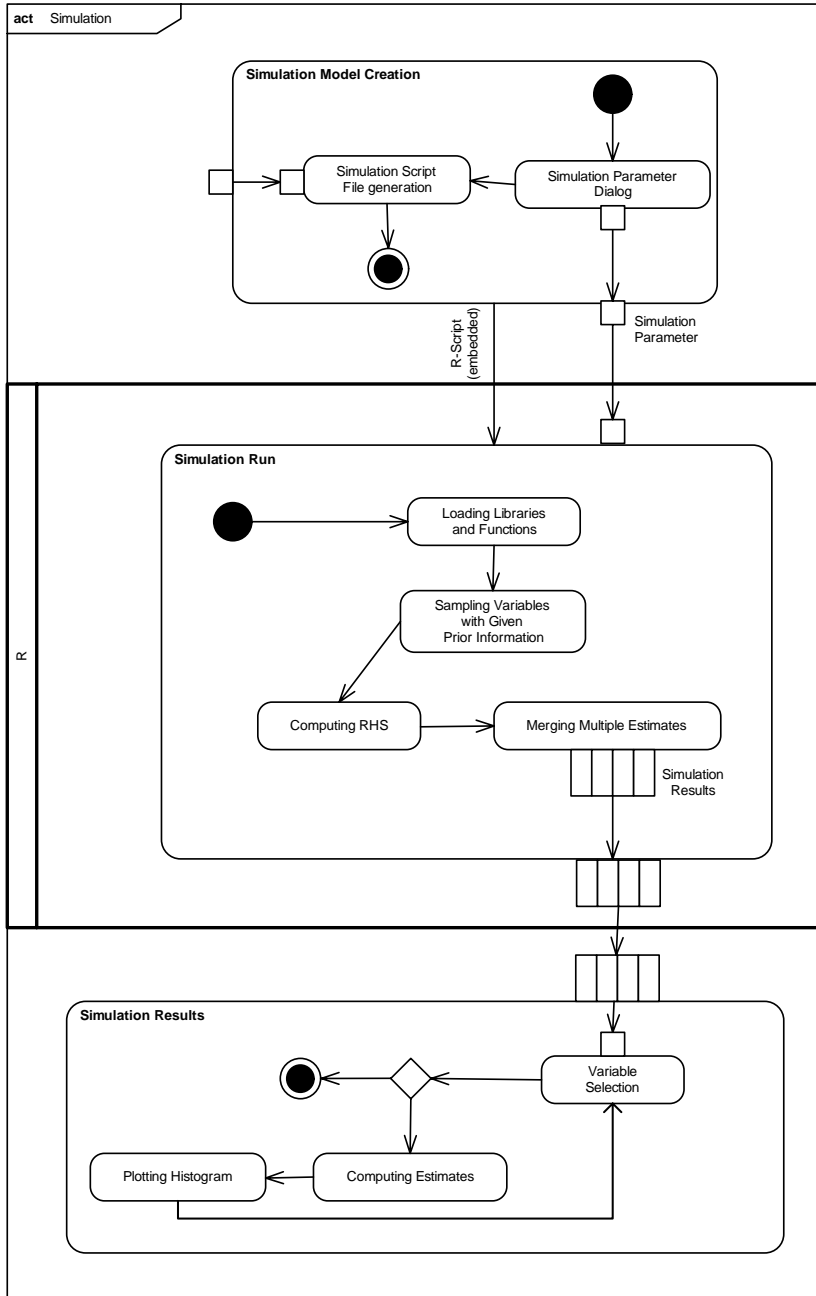 act Simulation
Simulation Model Creation
Simulation Script
File generation
Simulation Parameter
Dialog
R-Script
(embedded)
Simulation
Parameter
R
Simulation Run
Loading Libraries
and Functions
Sampling Variables
with Given
Prior Information
Computing RHS
Merging Multiple Estimates
Simulation
Results
Simulation Results
Variable
Selection
Plotting Histogram
Computing Estimates